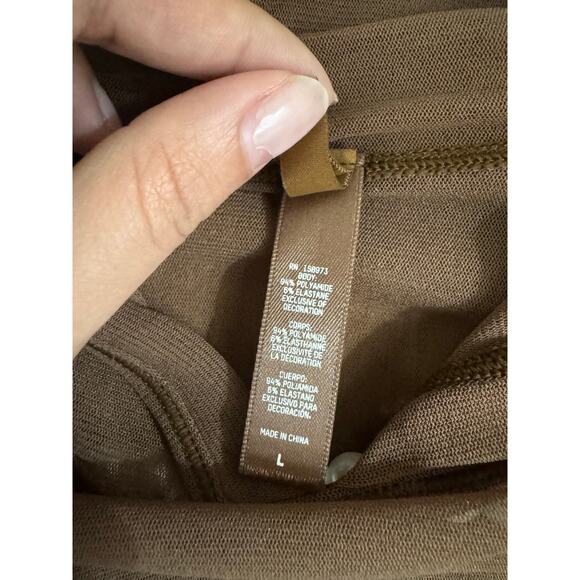 RN 158973
BODY:
94% POLYAMIDE
6% ELASTANE
EXCLUSIVE OF
DECORATION
CORPS:
94% POLYAMIDE
6% ELASTHANNE
EXCLUSIVITÉ DE
LA DÉCORATION
CUERPO:
94% POLIAMIDA
6% ELASTANO
EXCLUSIVO PARA
DECORACIÓN.
MADE IN CHINA
L